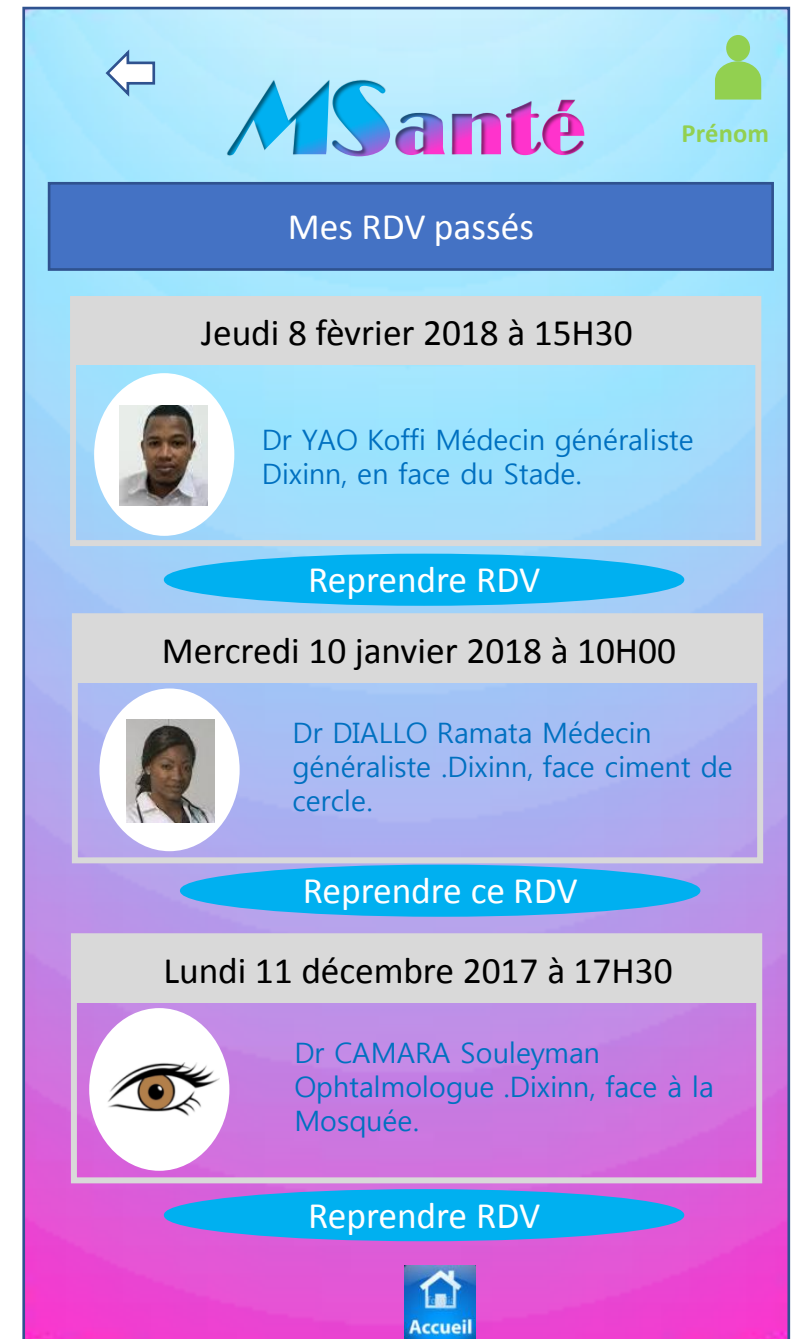 MSanté
Prénom
Mes RDV passés
Jeudi 8 fèvrier 2018 à 15H30
Dr YAO Koffi Médecin généraliste
Dixinn, en face du Stade.
Reprendre RDV
Mercredi 10 janvier 2018 à 10H00
Dr DIALLO Ramata Médecin
généraliste .Dixinn, face ciment de
cercle.
Reprendre ce RDV
Lundi 11 décembre 2017 à 17H30
Dr CAMARA Souleyman
Ophtalmologue .Dixinn, face à la
Mosquée.
Reprendre RDV
Accueil